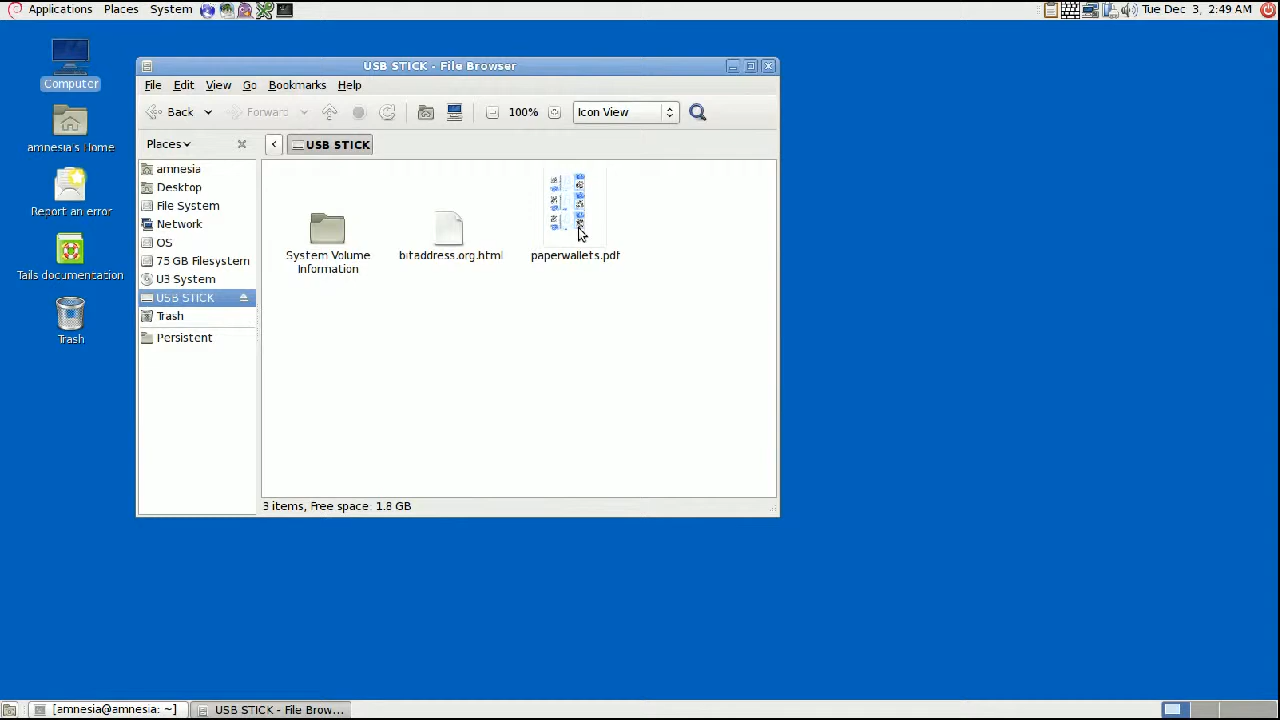 Applications Places System Tue Dec 3, 2:49 AM
USB STICK - File Browser
File Edit View Go Bookmarks Help
Back Forward 100% Icon View
Places < USB STICK
amnesia
Desktop
File System
Network
OS
75 GB Filesystem
U3 System
USB STICK
Trash
Persistent
System Volume
Information
bitaddress.org.html
paperwallets.pdf
3 items, Free space: 1.8 GB
Computer
amnesia's Home
Report an error
Tails documentation
Trash
[amnesia@amnesia: ~] USB STICK - File Brow...